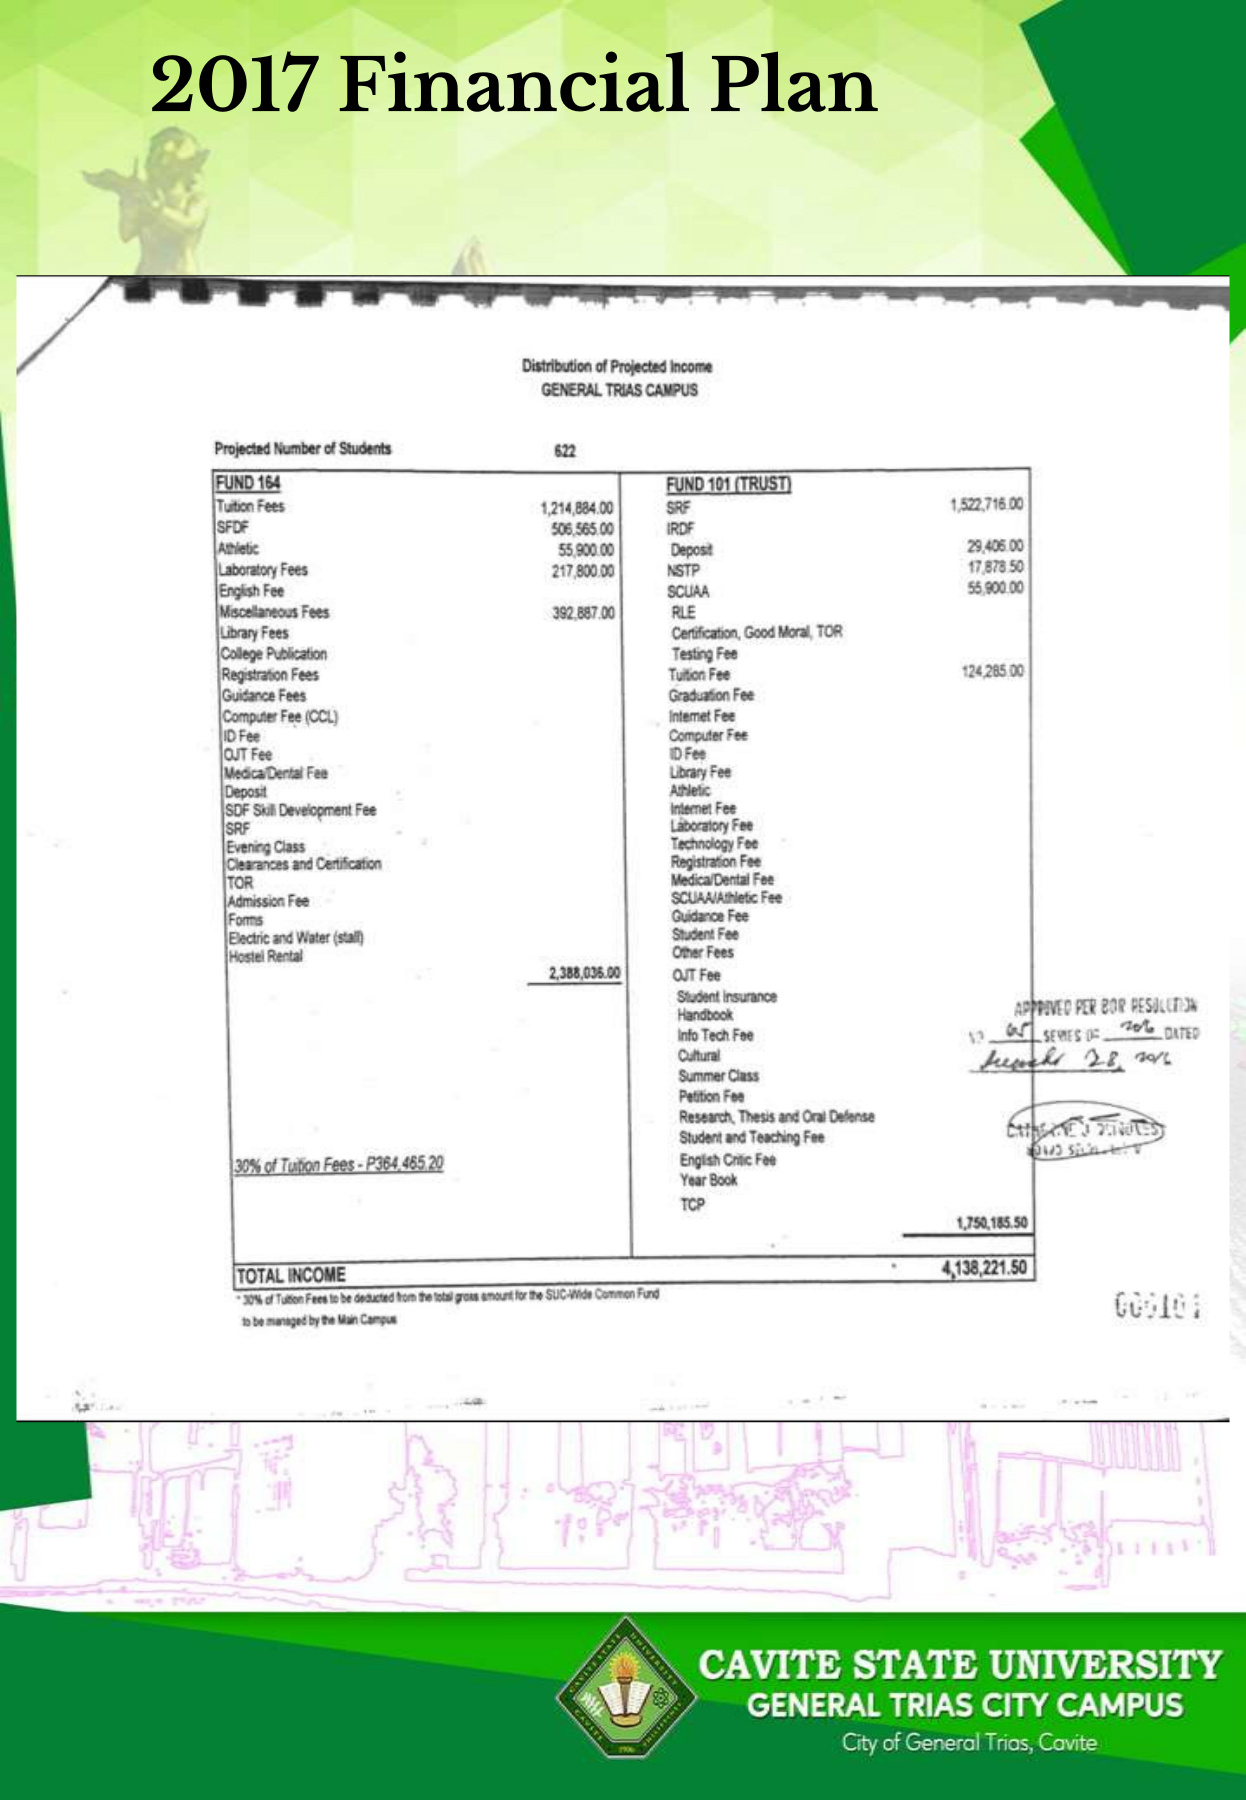 2017 Financial Plan
Distribution of Projected Income
GENERAL TRIAS CAMPUS
Projected Number of Students 622
FUND 164
Tuition Fees 1,214,884.00
SFDF 506,565.00
Athletic 55,900.00
Laboratory Fees 217,800.00
English Fee
Miscellaneous Fees 392,887.00
Library Fees
College Publication
Registration Fees
Guidance Fees
Computer Fee (CCL)
ID Fee
OJT Fee
Medica/Dental Fee
Deposit
SDF Skill Development Fee
SRF
Evening Class
Clearances and Certification
TOR
Admission Fee
Forms
Electric and Water (stall)
Hostel Rental
2,388,036.00
30% of Tuition Fees - P364,465.20
FUND 101 (TRUST)
SRF 1,522,716.00
IRDF
Deposit 29,406.00
NSTP 17,878.50
SCUAA 55,900.00
RLE
Certification, Good Moral, TOR
Testing Fee
Tuition Fee 124,285.00
Graduation Fee
Internet Fee
Computer Fee
ID Fee
Library Fee
Athletic
Internet Fee
Laboratory Fee
Technology Fee
Registration Fee
Medica/Dental Fee
SCUAA/Athletic Fee
Guidance Fee
Student Fee
Other Fees
OJT Fee
Student Insurance
Handbook
Info Tech Fee
Cultural
Summer Class
Petition Fee
Research, Thesis and Oral Defense
Student and Teaching Fee
English Critic Fee
Year Book
TCP
1,750,185.50
TOTAL INCOME 4,138,221.50
* 30% of Tuition Fees to be deducted from the total gross amount for the SUC-Wide Common Fund
to be managed by the Main Campus
APPROVED PER BOR RESOLUTION
SERIES OF 2016 DATED
28, 2016
CAVITE STATE UNIVERSITY
GENERAL TRIAS CITY CAMPUS
City of General Trias, Cavite
CAVITE STATE UNIVERSITY
1906